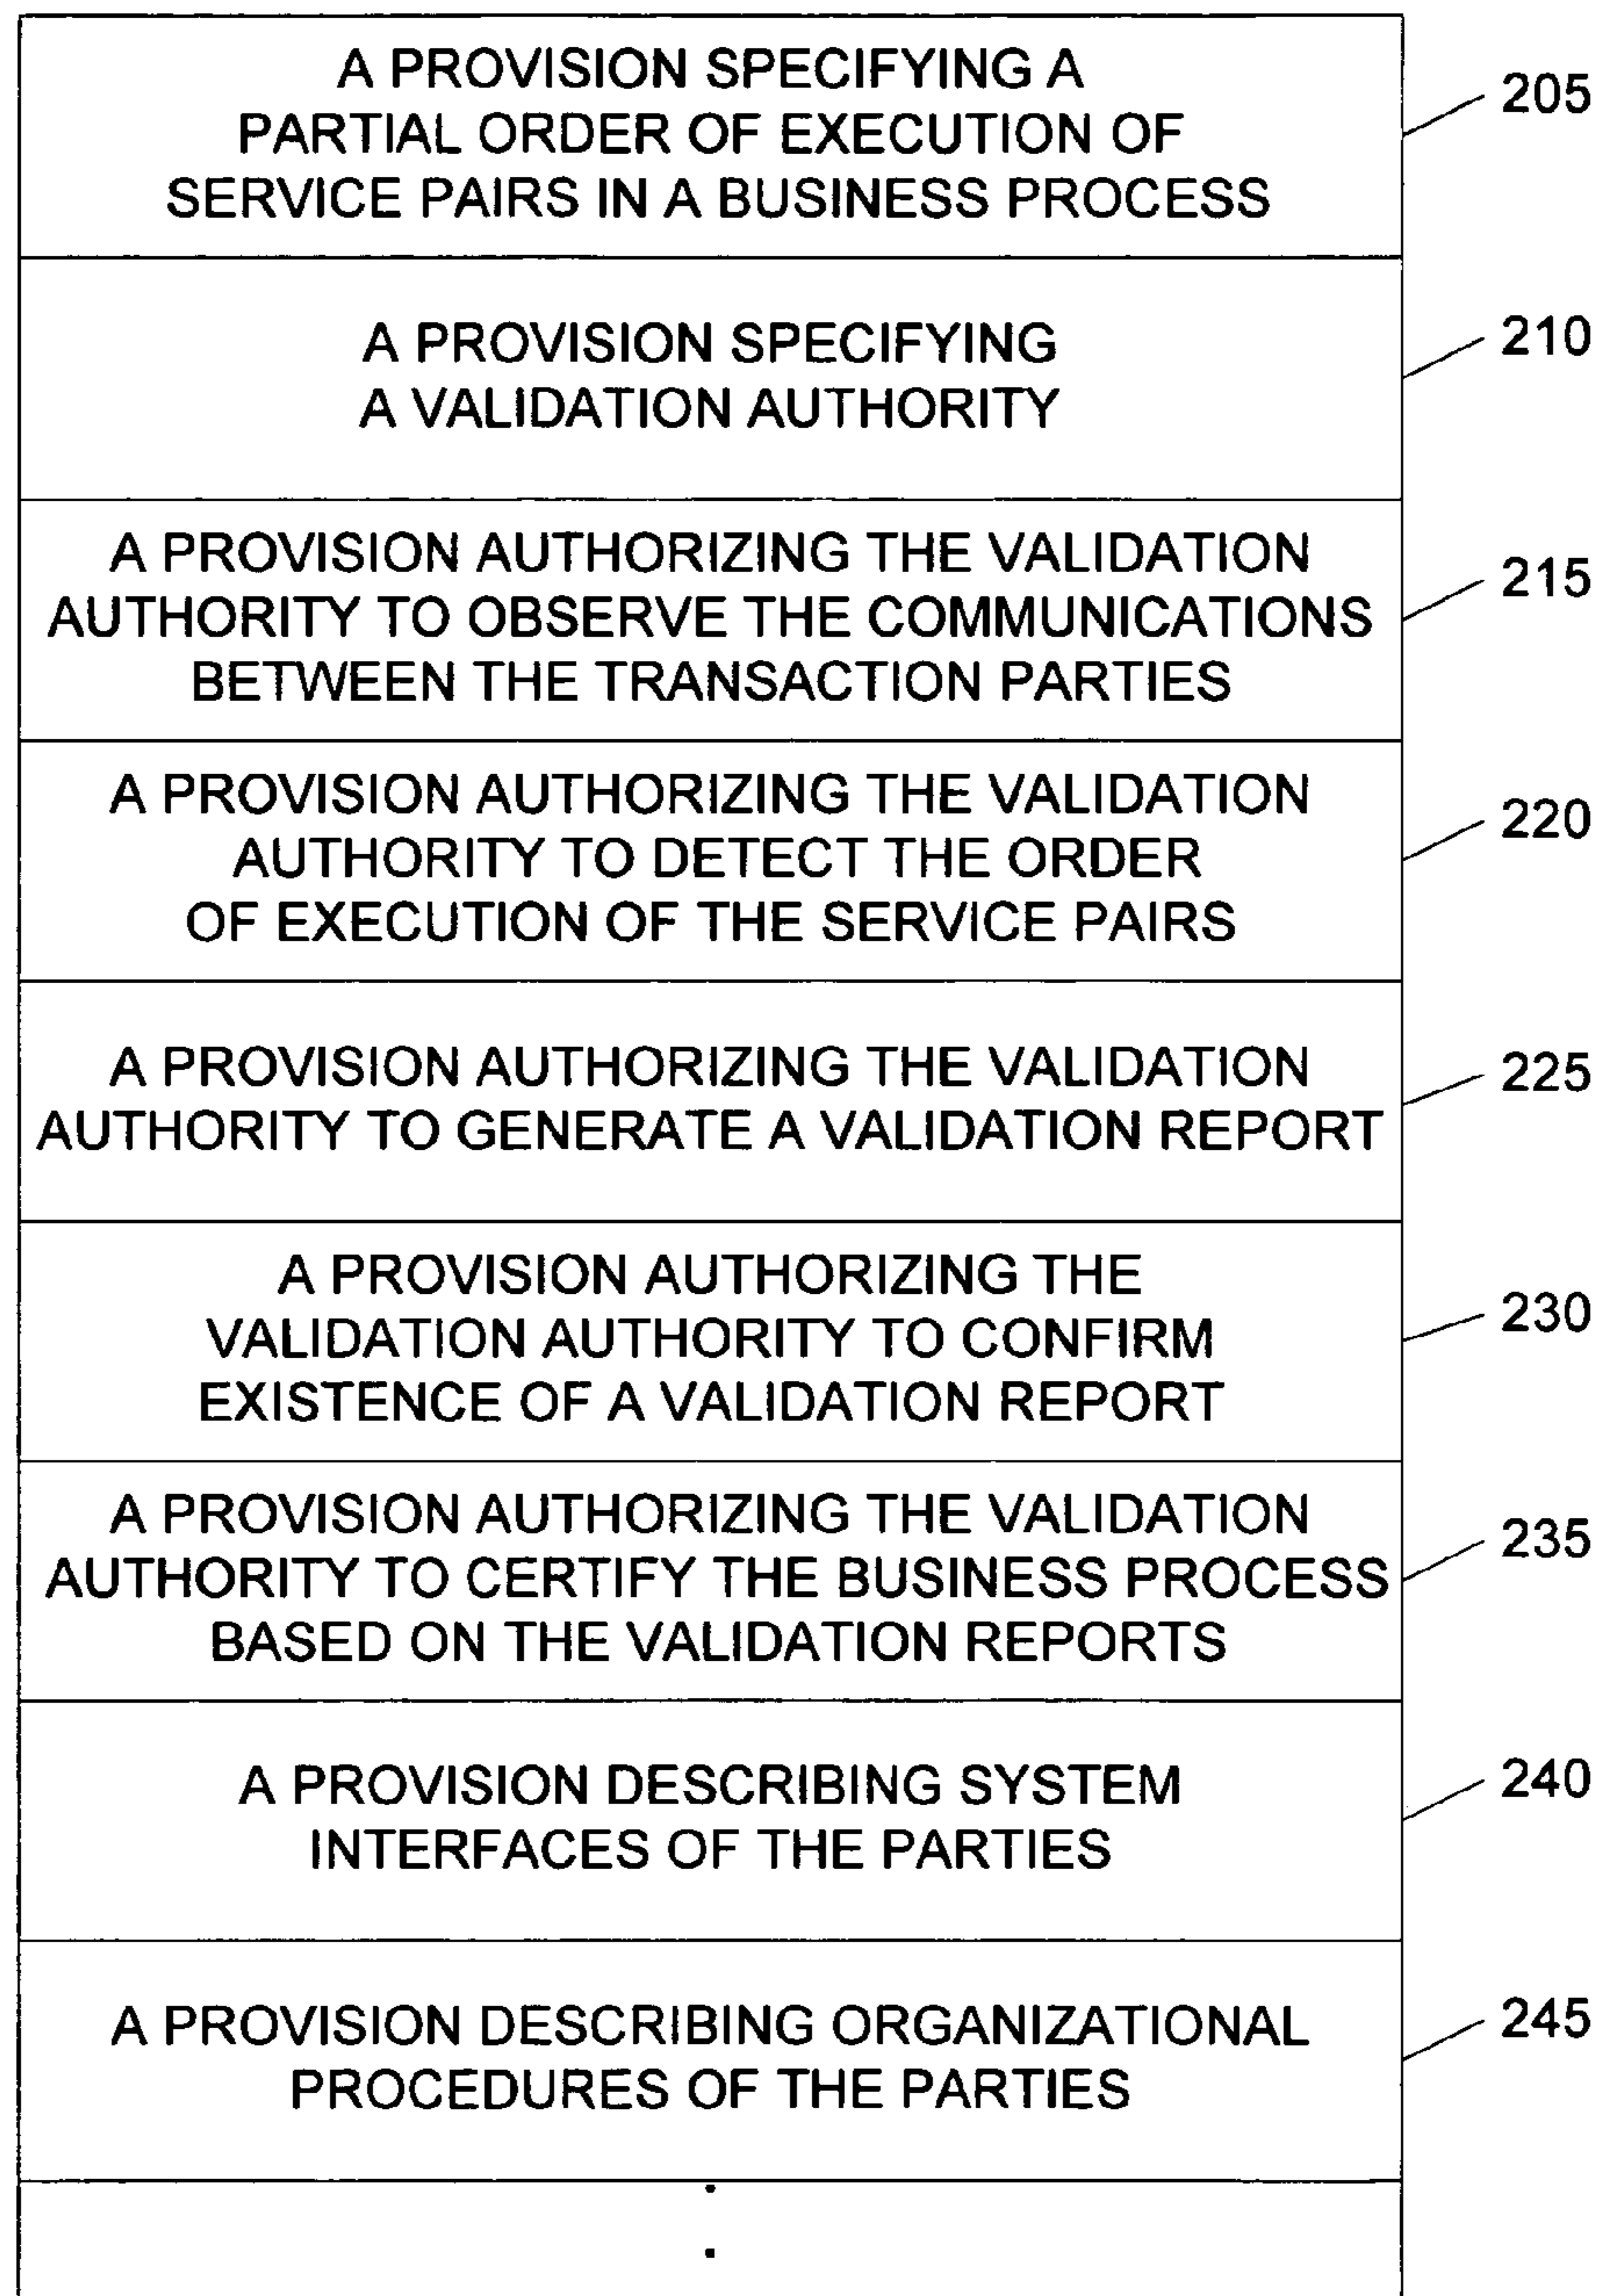 A PROVISION SPECIFYING A
PARTIAL ORDER OF EXECUTION OF
SERVICE PAIRS IN A BUSINESS PROCESS
205
A PROVISION SPECIFYING
A VALIDATION AUTHORITY
210
A PROVISION AUTHORIZING THE VALIDATION
AUTHORITY TO OBSERVE THE COMMUNICATIONS
BETWEEN THE TRANSACTION PARTIES
215
A PROVISION AUTHORIZING THE VALIDATION
AUTHORITY TO DETECT THE ORDER
OF EXECUTION OF THE SERVICE PAIRS
220
A PROVISION AUTHORIZING THE VALIDATION
AUTHORITY TO GENERATE A VALIDATION REPORT
225
A PROVISION AUTHORIZING THE
VALIDATION AUTHORITY TO CONFIRM
EXISTENCE OF A VALIDATION REPORT
230
A PROVISION AUTHORIZING THE VALIDATION
AUTHORITY TO CERTIFY THE BUSINESS PROCESS
BASED ON THE VALIDATION REPORTS
235
A PROVISION DESCRIBING SYSTEM
INTERFACES OF THE PARTIES
240
A PROVISION DESCRIBING ORGANIZATIONAL
PROCEDURES OF THE PARTIES
245